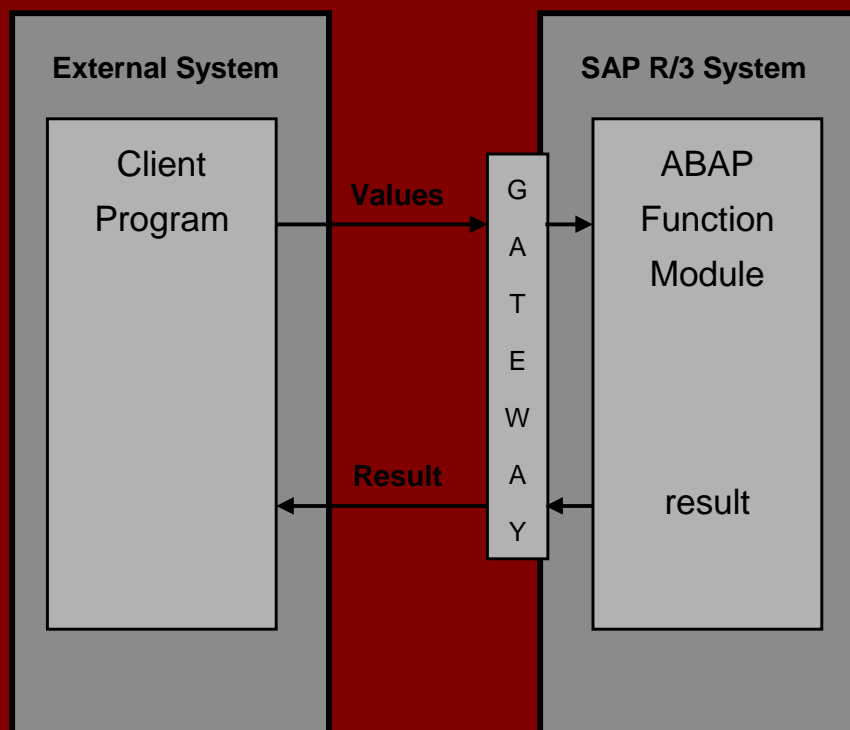 External System
Client
Program
Values
Result
G
A
T
E
W
A
Y
SAP R/3 System
ABAP
Function
Module
result